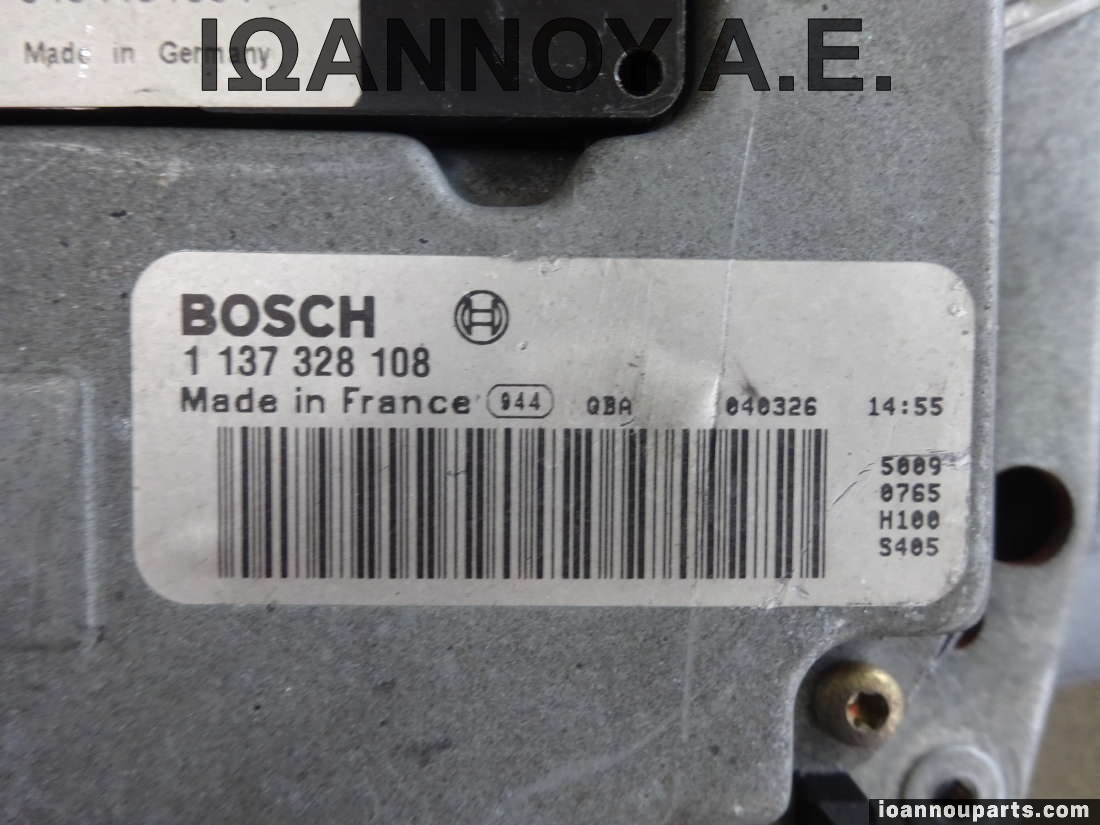 Made in Germany
ΙΩΑΝΝΟΥ Α.Ε.
BOSCH
1 137 328 108
Made in France 944 QBA 040326 14:55
5009
0765
H100
S405
ioannouparts.com